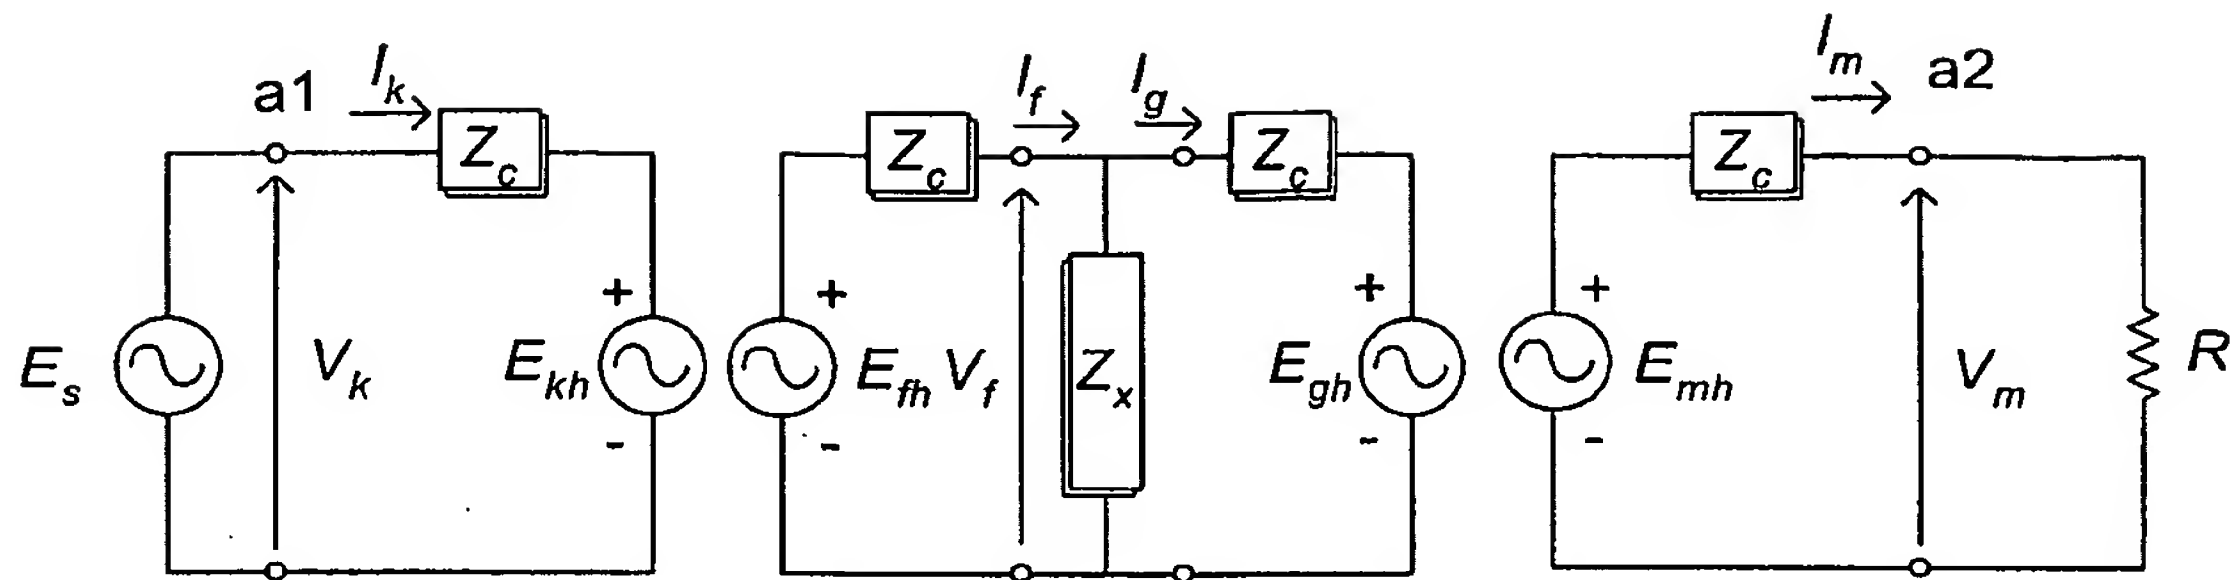 a1
I_k
Z_c
E_s
V_k
+
E_kh
-
Z_c
I_f
I_g
Z_c
+
E_fh
-
V_f
Z_x
+
E_gh
-
Z_c
I_m
a2
+
E_mh
-
V_m
R